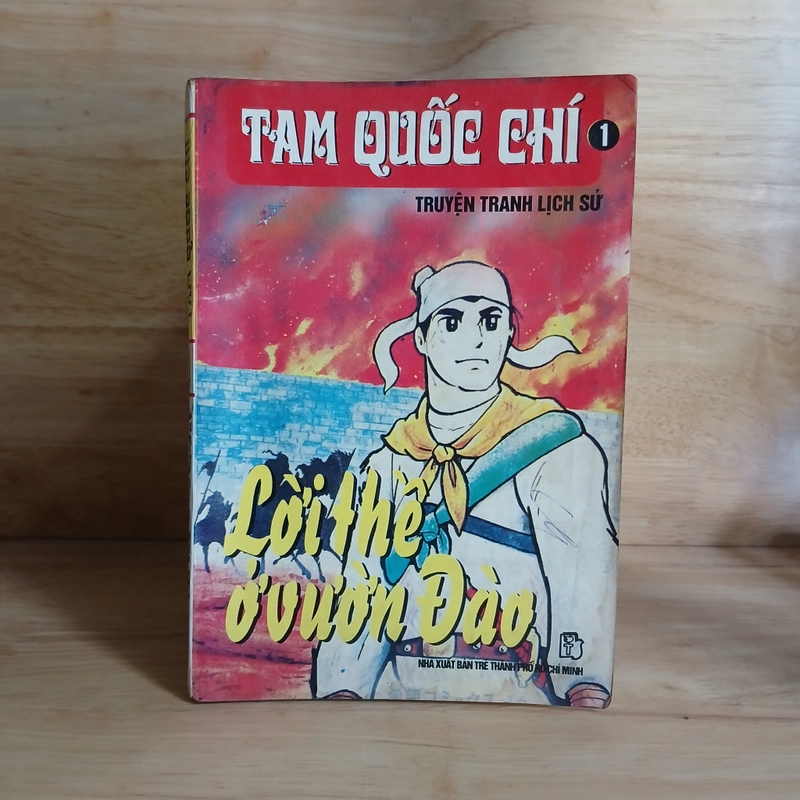 TAM QUỐC CHÍ 1
TRUYỆN TRANH LỊCH SỬ
Lời thề
ở vườn Đào
NHÀ XUẤT BẢN TRẺ THÀNH PHỐ HỒ CHÍ MINH